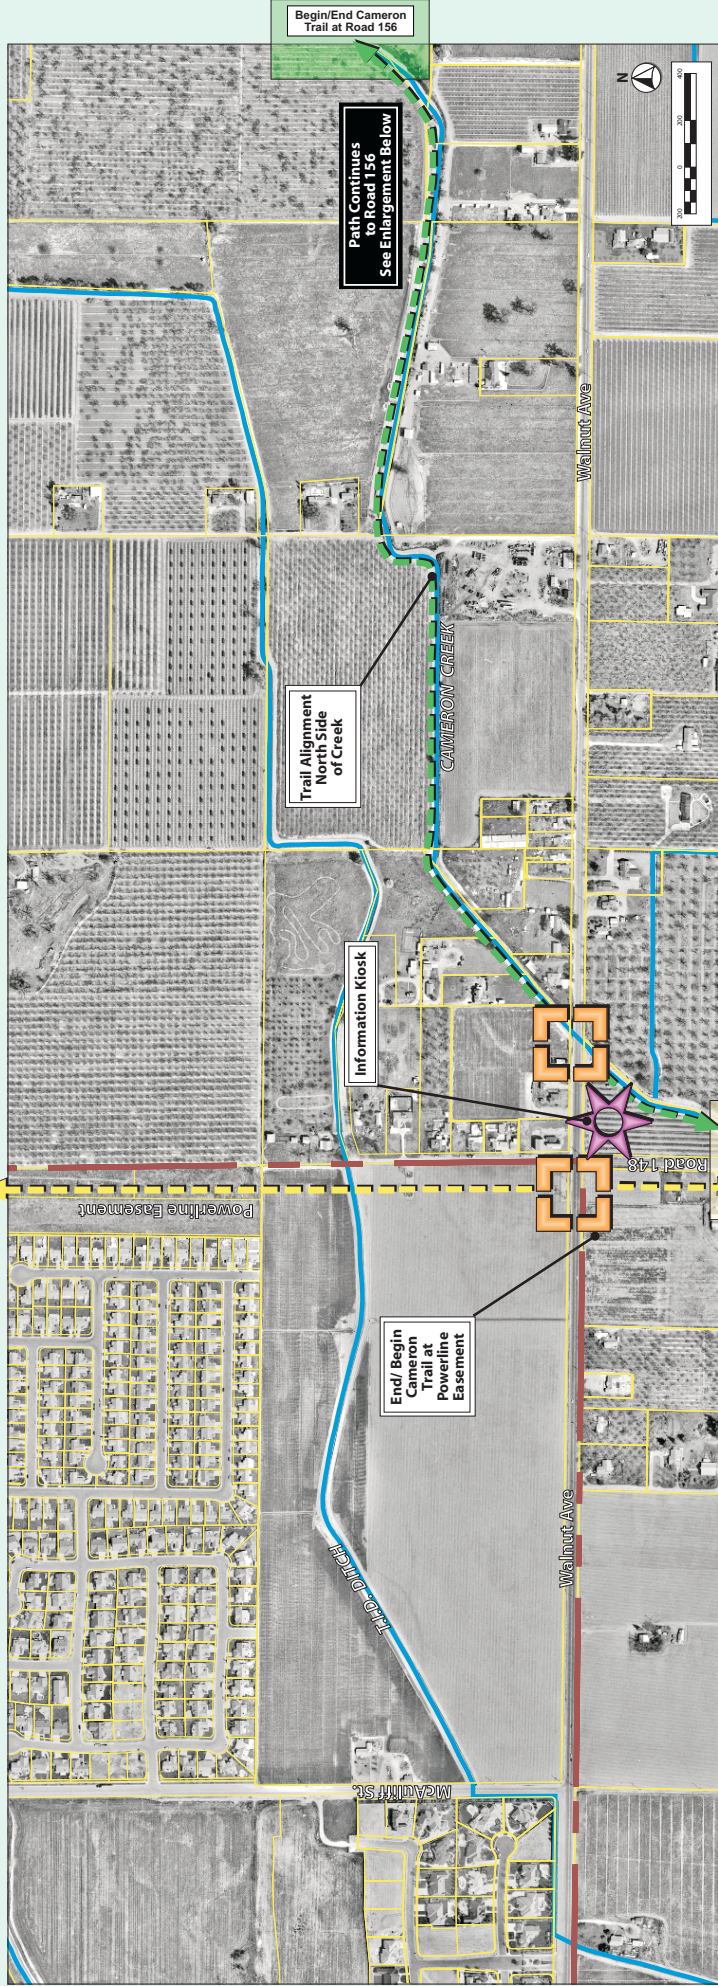 Begin/End Cameron
Trail at Road 156
N
400
200
0
200
Path Continues
to Road 156
See Enlargement Below
Walnut Ave
Trail Alignment
North Side
of Creek
CAMERON CREEK
Information Kiosk
Road 148
Powerline Easement
End/ Begin
Cameron
Trail at
Powerline
Easement
Walnut Ave
T.I.D. DITCH
McAuliff St.